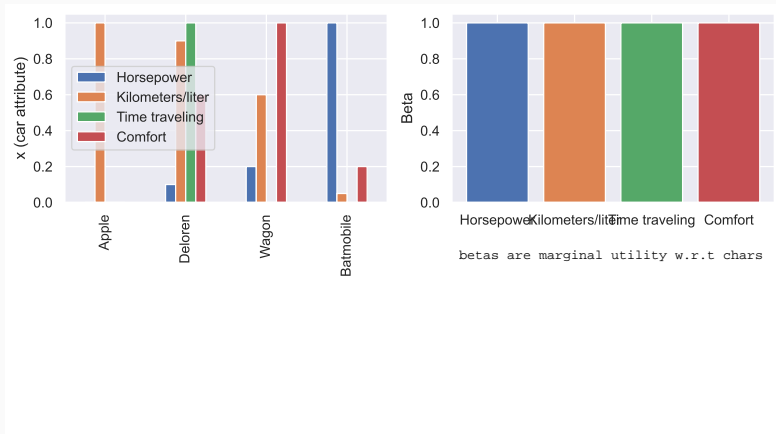 1.0
0.8
0.6
0.4
0.2
0.0
x (car attribute)
Horsepower
Kilometers/liter
Time traveling
Comfort
Apple
Deloren
Wagon
Batmobile
1.0
0.8
0.6
0.4
0.2
0.0
Beta
Horsepower
Kilometers/liter
Time traveling
Comfort
betas are marginal utility w.r.t chars